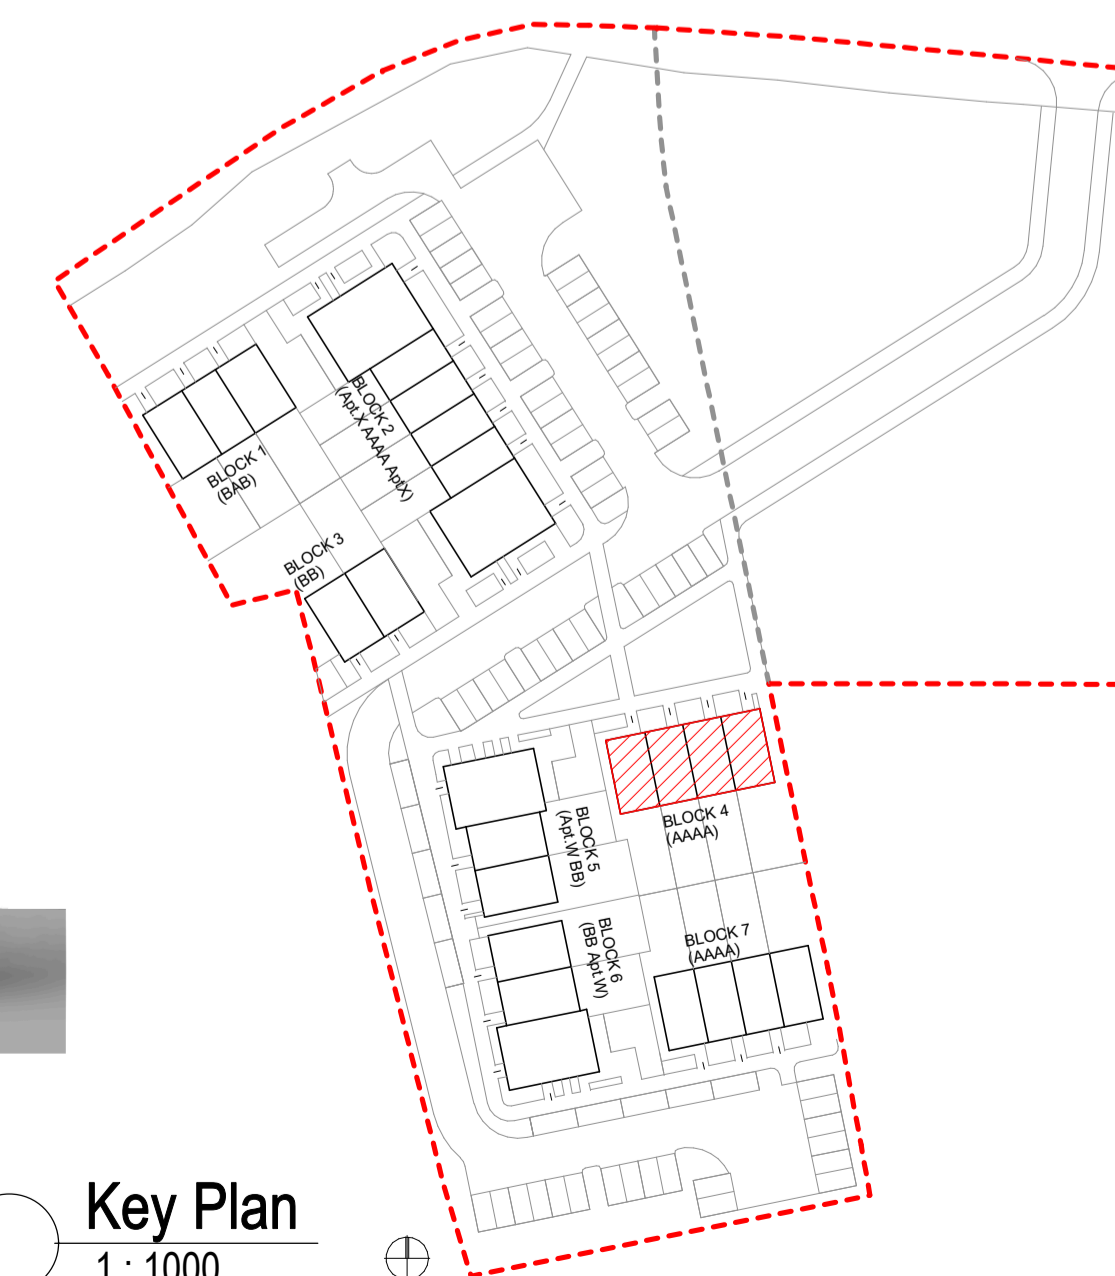 BLOCK 1
(BAB)
BLOCK 2
(Apt.X AAAA AptX)
BLOCK 3
(BB)
BLOCK 4
(AAAA)
BLOCK 5
(Apt.W BB)
BLOCK 6
(BB Apt.W)
BLOCK 7
(AAAA)
Key Plan
1 : 1000